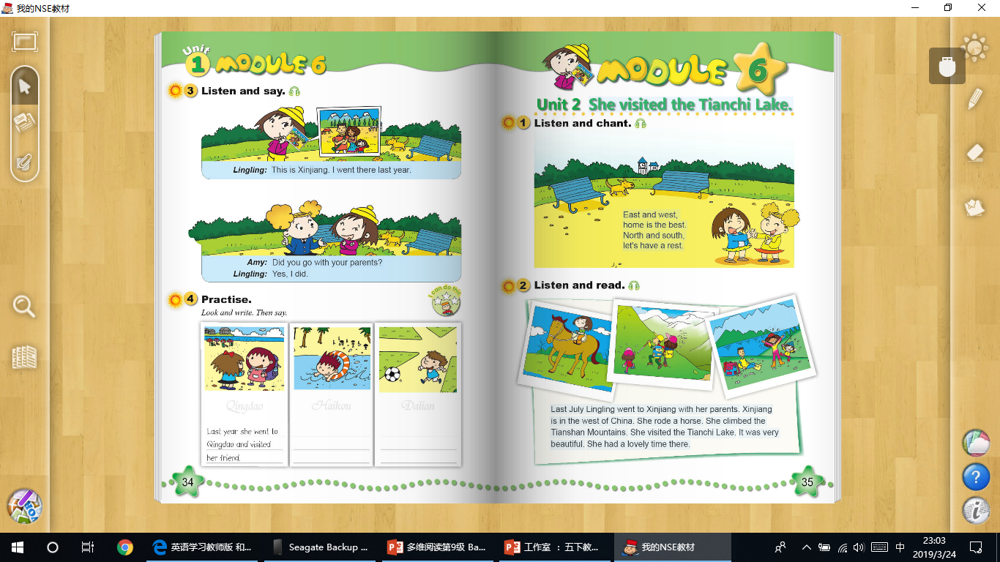 我的NSE教材
Unit
1 MODULE 6
3 Listen and say.
Lingling: This is Xinjiang. I went there last year.
Amy: Did you go with your parents?
Lingling: Yes, I did.
4 Practise.
I can do this
Look and write. Then say.
Qingdao
Haikou
Dalian
Last year she went to
Qingdao and visited
her friend.
34
MODULE 6
Unit 2 She visited the Tianchi Lake.
1 Listen and chant.
East and west,
home is the best.
North and south,
let's have a rest.
2 Listen and read.
Last July Lingling went to Xinjiang with her parents. Xinjiang
is in the west of China. She rode a horse. She climbed the
Tianshan Mountains. She visited the Tianchi Lake. It was very
beautiful. She had a lovely time there.
35
英语学习教师版 和...
Seagate Backup ...
多维阅读第9级 Ba...
工作室 ：五下教...
我的NSE教材
中
23:03
2019/3/24